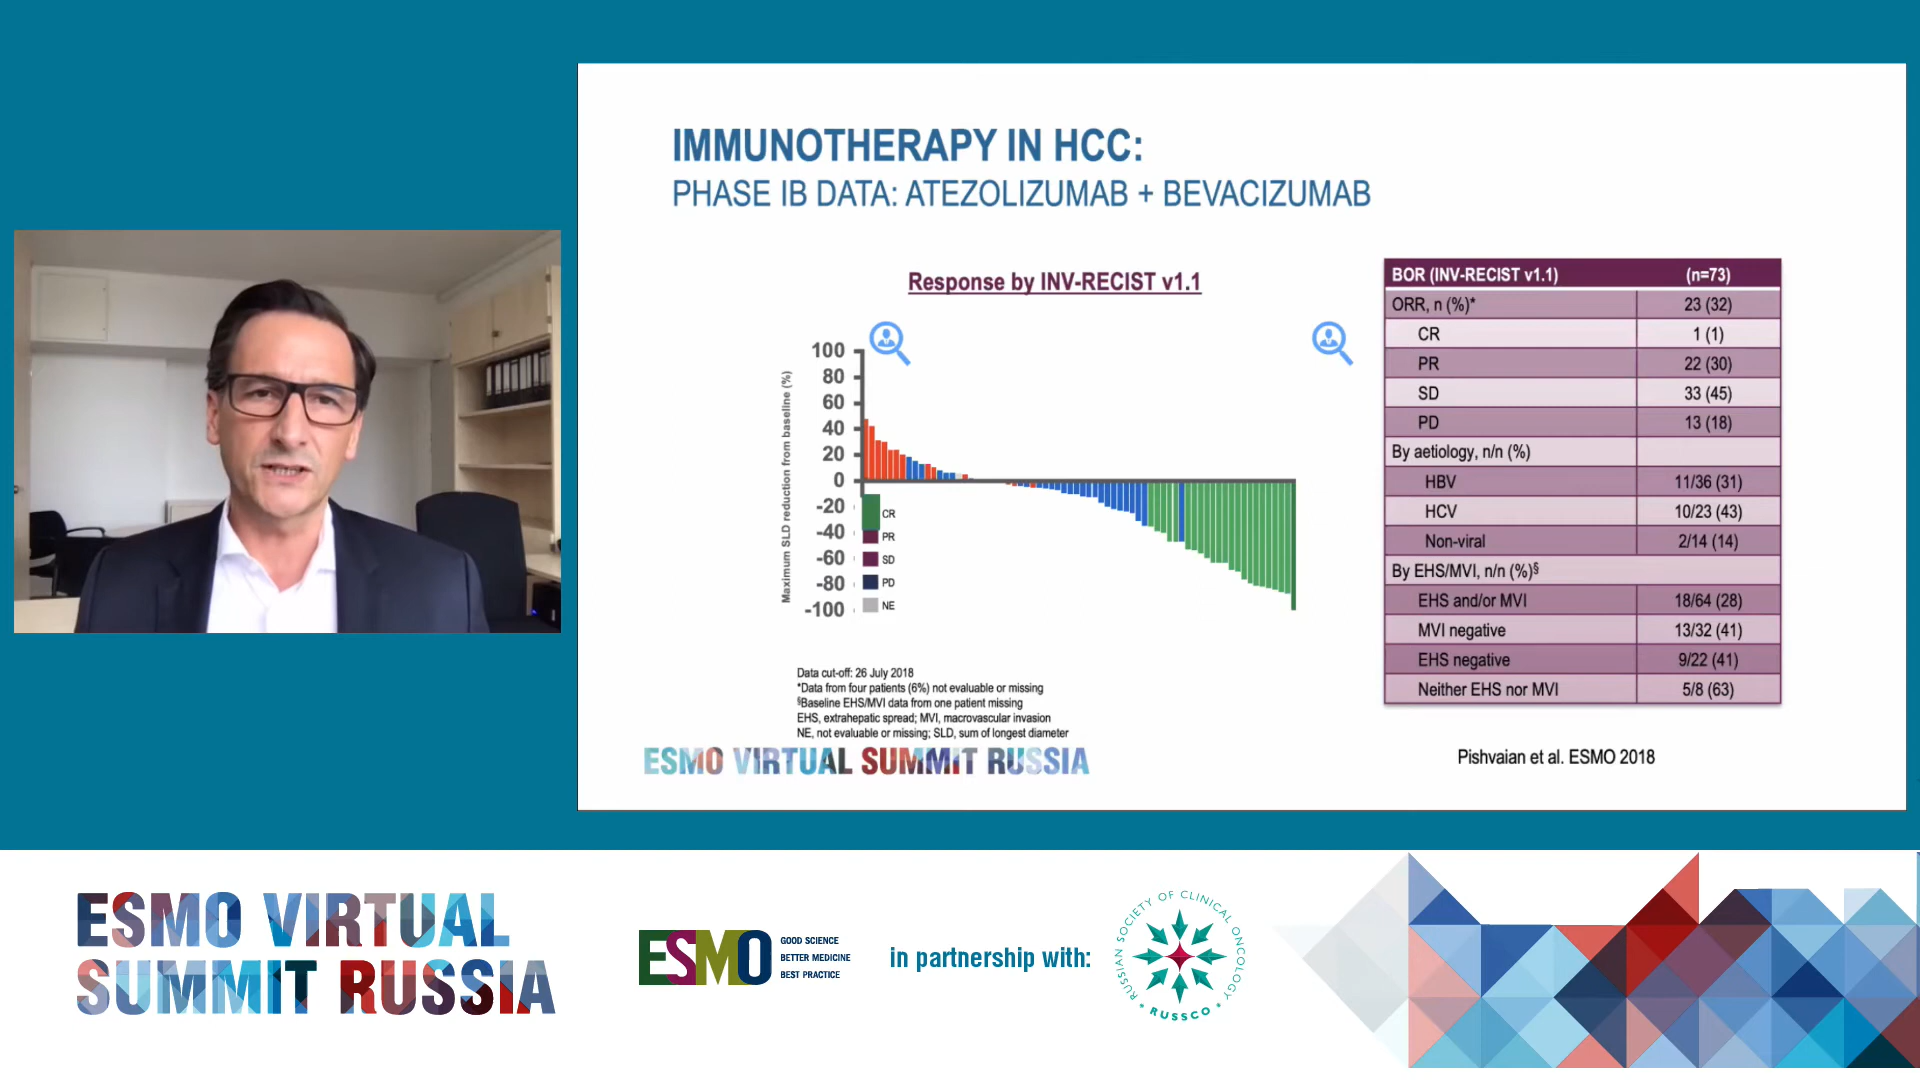 IMMUNOTHERAPY IN HCC:
PHASE IB DATA: ATEZOLIZUMAB + BEVACIZUMAB
Response by INV-RECIST v1.1
Maximum SLD reduction from baseline (%)
100
80
60
40
20
0
-20
-40
-60
-80
-100
CR
PR
SD
PD
NE
BOR (INV-RECIST v1.1) (n=73)
ORR, n (%)* 23 (32)
CR 1 (1)
PR 22 (30)
SD 33 (45)
PD 13 (18)
By aetiology, n/n (%)
HBV 11/36 (31)
HCV 10/23 (43)
Non-viral 2/14 (14)
By EHS/MVI, n/n (%)§
EHS and/or MVI 18/64 (28)
MVI negative 13/32 (41)
EHS negative 9/22 (41)
Neither EHS nor MVI 5/8 (63)
Data cut-off: 26 July 2018
*Data from four patients (6%) not evaluable or missing
§Baseline EHS/MVI data from one patient missing
EHS, extrahepatic spread; MVI, macrovascular invasion
NE, not evaluable or missing; SLD, sum of longest diameter
ESMO VIRTUAL SUMMIT RUSSIA
Pishvaian et al. ESMO 2018
ESMO VIRTUAL
SUMMIT RUSSIA
ESMO
GOOD SCIENCE
BETTER MEDICINE
BEST PRACTICE
in partnership with:
RUSSIAN SOCIETY OF CLINICAL ONCOLOGY
* RUSSCO *